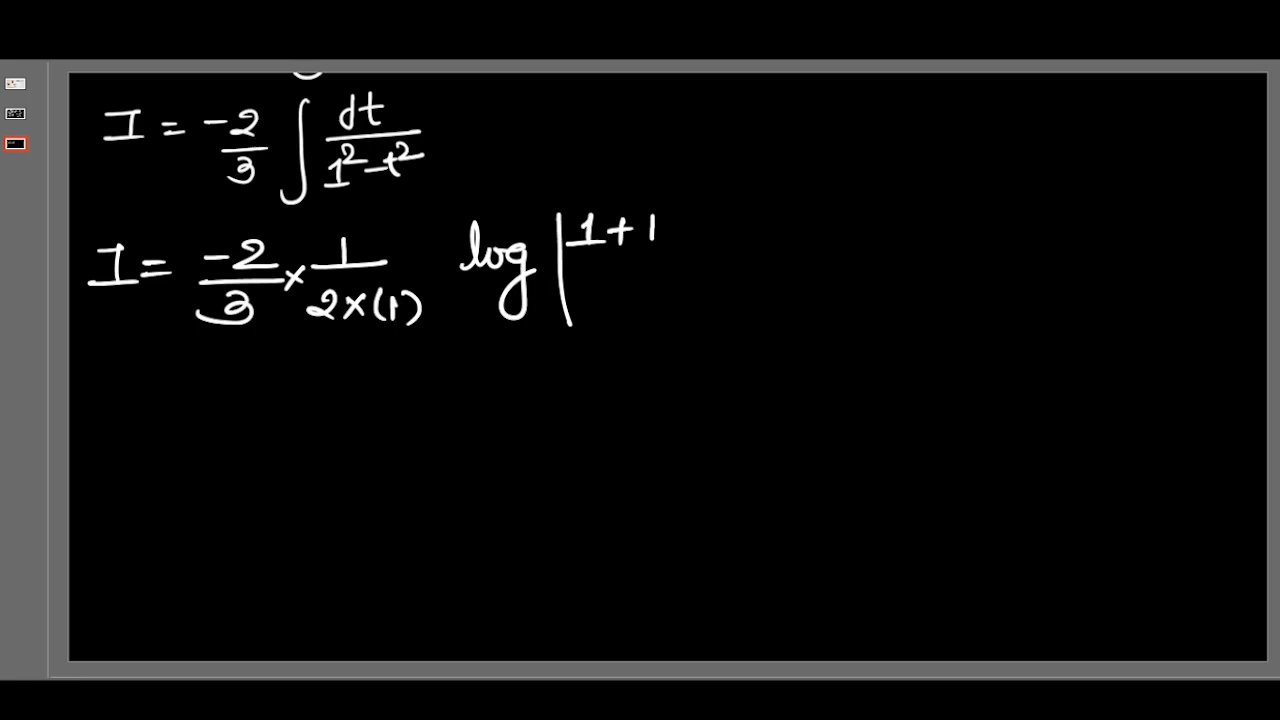 I = -2/3 ∫ dt/1²-t²
I = -2/3 × 1/2×(1) log |1+1